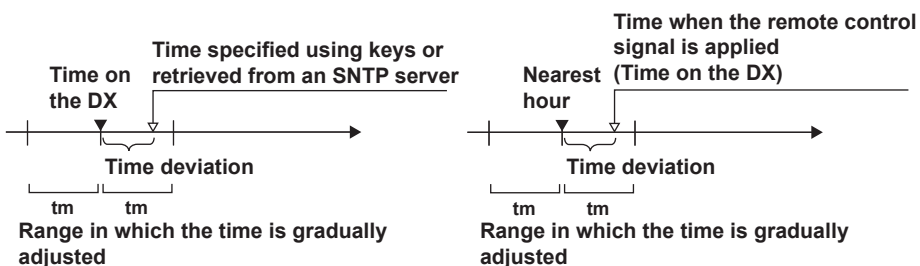 Time on
the DX
Time specified using keys or
retrieved from an SNTP server
Time deviation
tm tm
Range in which the time is gradually
adjusted
Nearest
hour
Time when the remote control
signal is applied
(Time on the DX)
Time deviation
tm tm
Range in which the time is gradually
adjusted